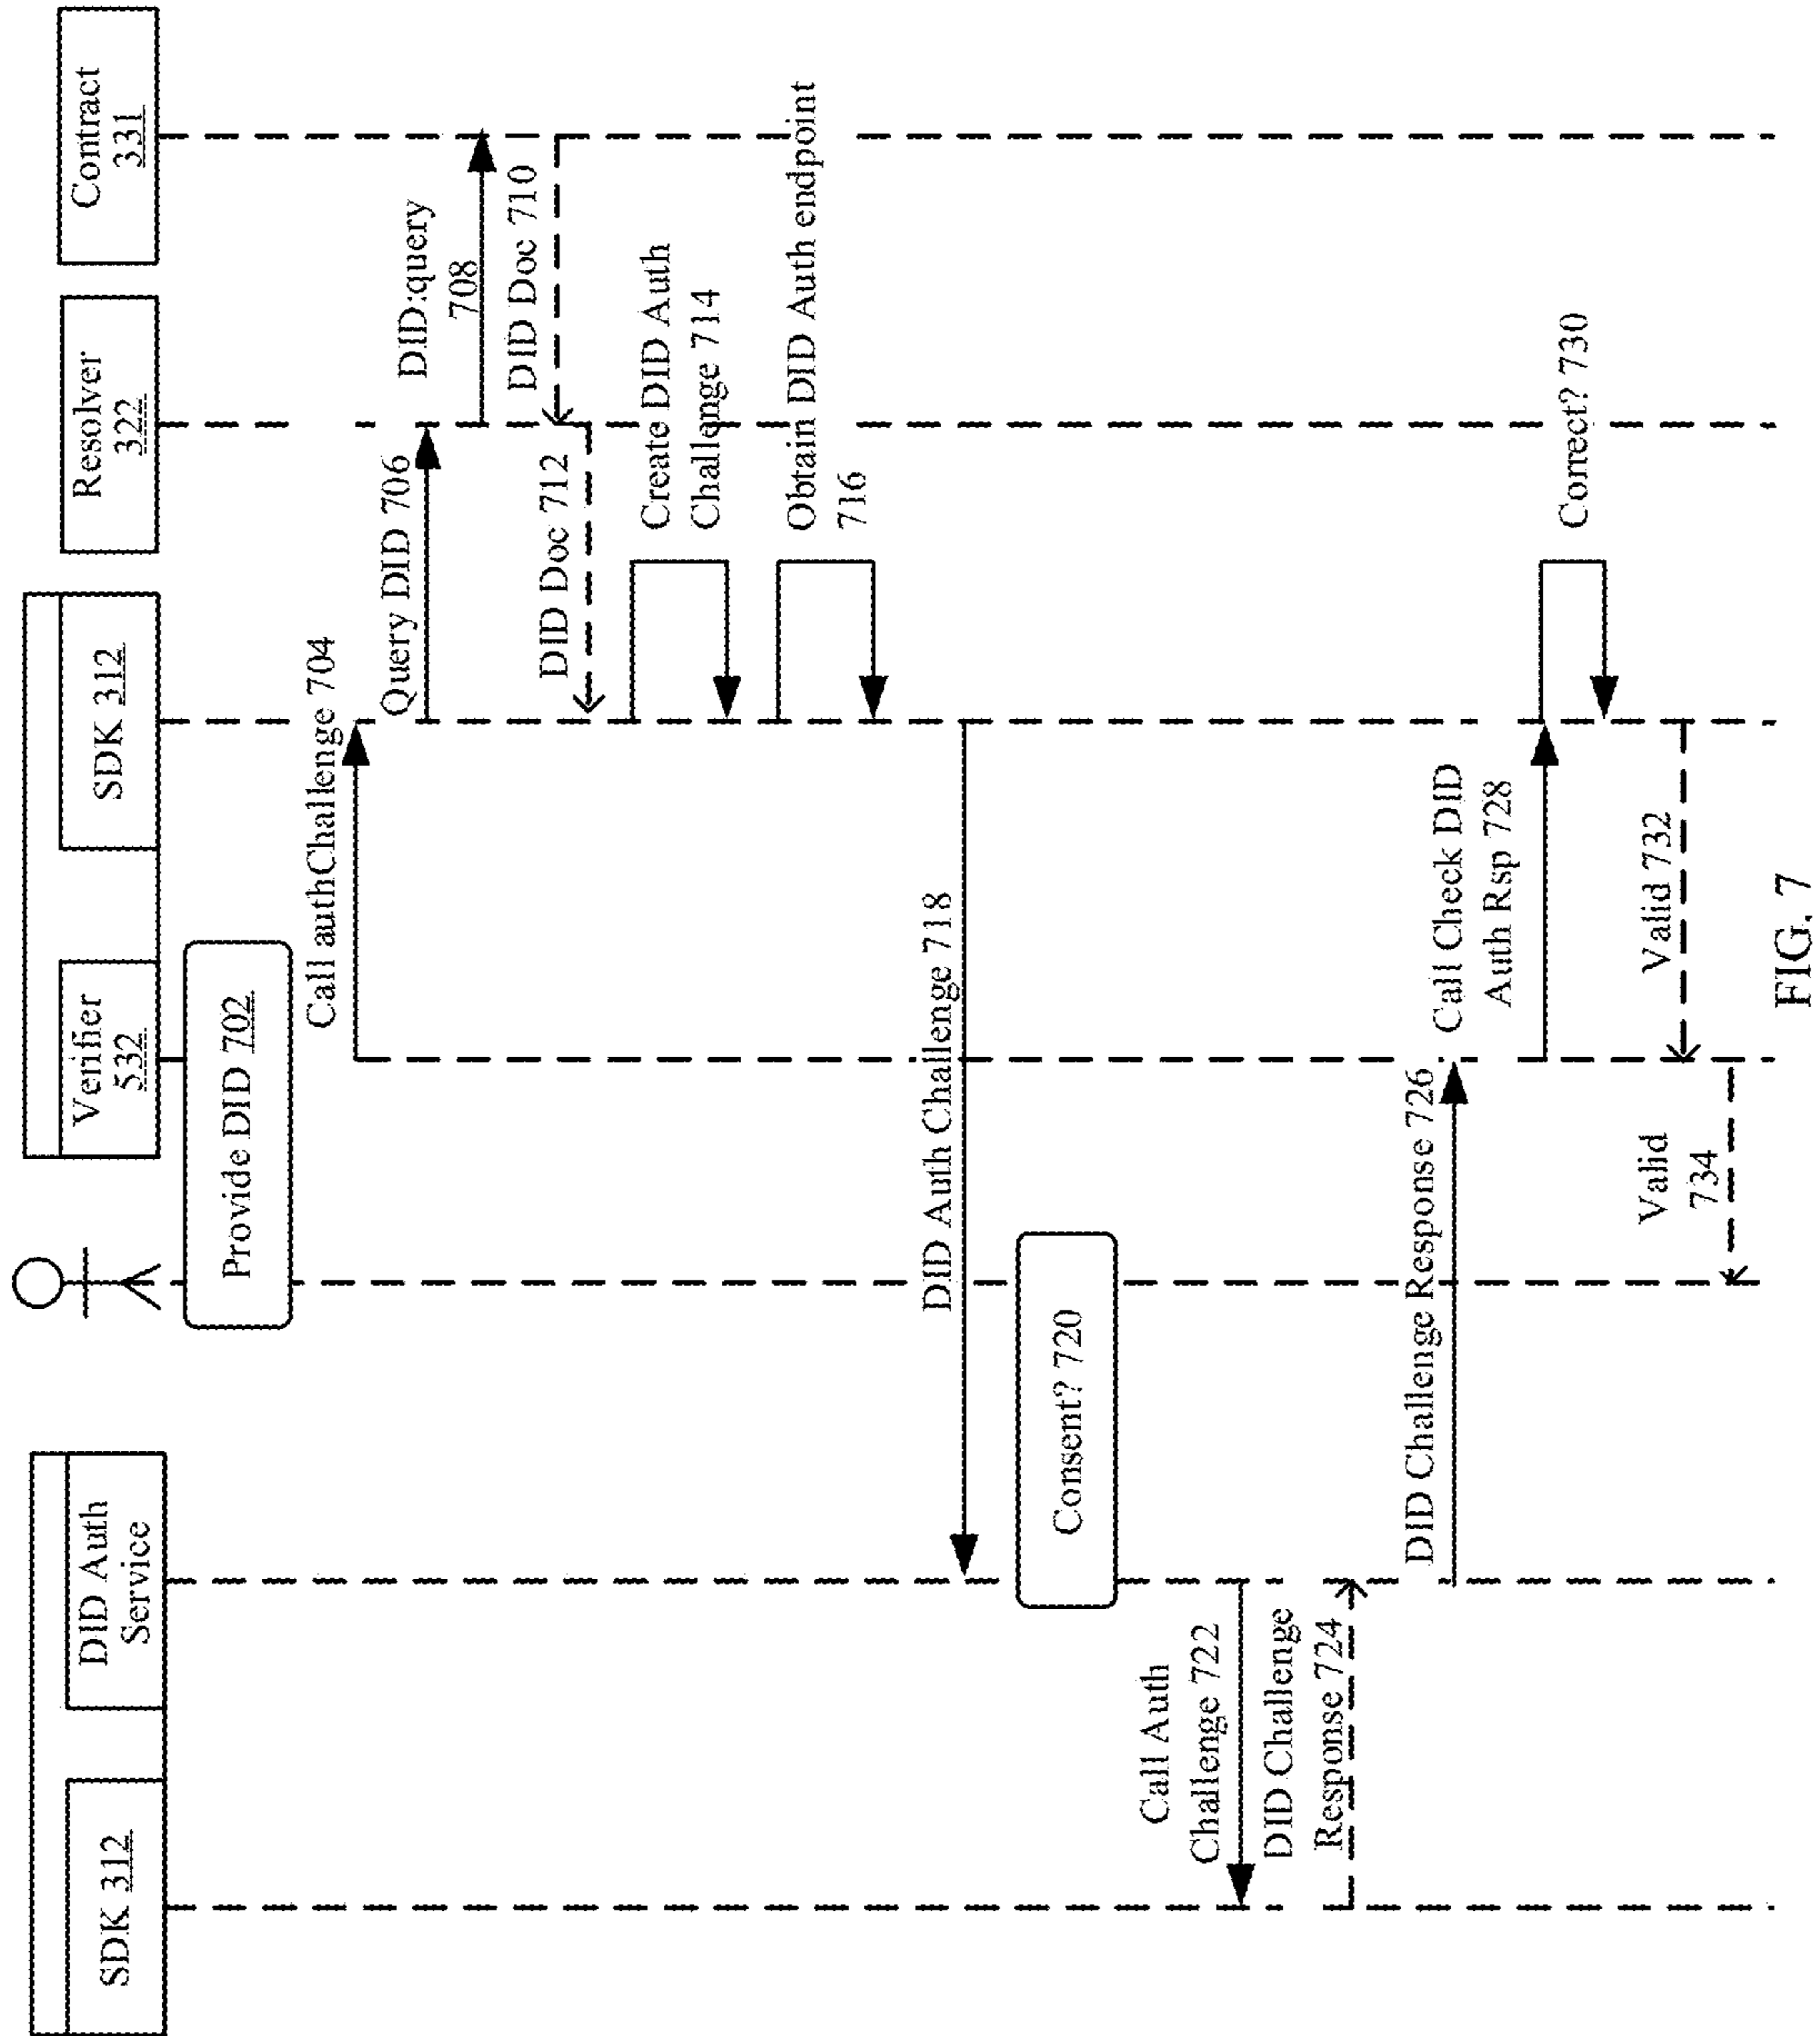 SDK 312
DID Auth
Service
Verifier
532
SDK 312
Resolver
322
Contract
331
Provide DID 702
Call authChallenge 704
Query DID 706
DID:query
708
DID Doc 710
DID Doc 712
Create DID Auth
Challenge 714
Obtain DID Auth endpoint
716
DID Auth Challenge 718
Consent? 720
Call Auth
Challenge 722
DID Challenge
Response 724
DID Challenge Response 726
Call Check DID
Auth Rsp 728
Correct? 730
Valid 732
Valid
734
FIG. 7